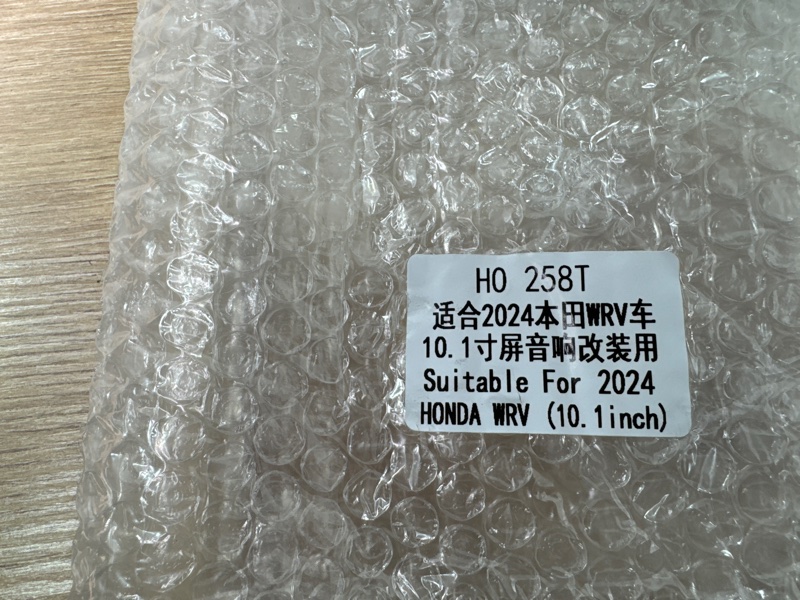 HO 258T
适合2024本田WRV车
10.1寸屏音响改装用
Suitable For 2024
HONDA WRV (10.1inch)